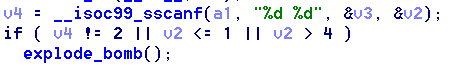 v4 = __isoc99_sscanf(a1, "%d %d", &v3, &v2);
if ( v4 != 2 || v2 <= 1 || v2 > 4 )
explode_bomb();